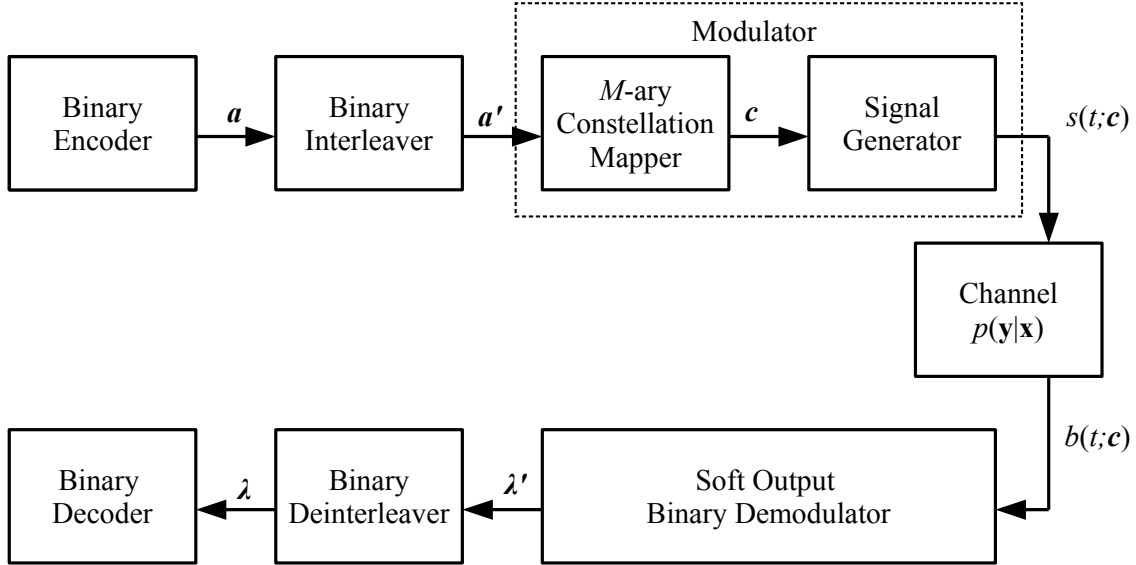 Modulator
Binary
Encoder
a
Binary
Interleaver
a'
M-ary
Constellation
Mapper
c
Signal
Generator
s(t;c)
Channel
p(y|x)
b(t;c)
Binary
Decoder
λ
Binary
Deinterleaver
λ'
Soft Output
Binary Demodulator